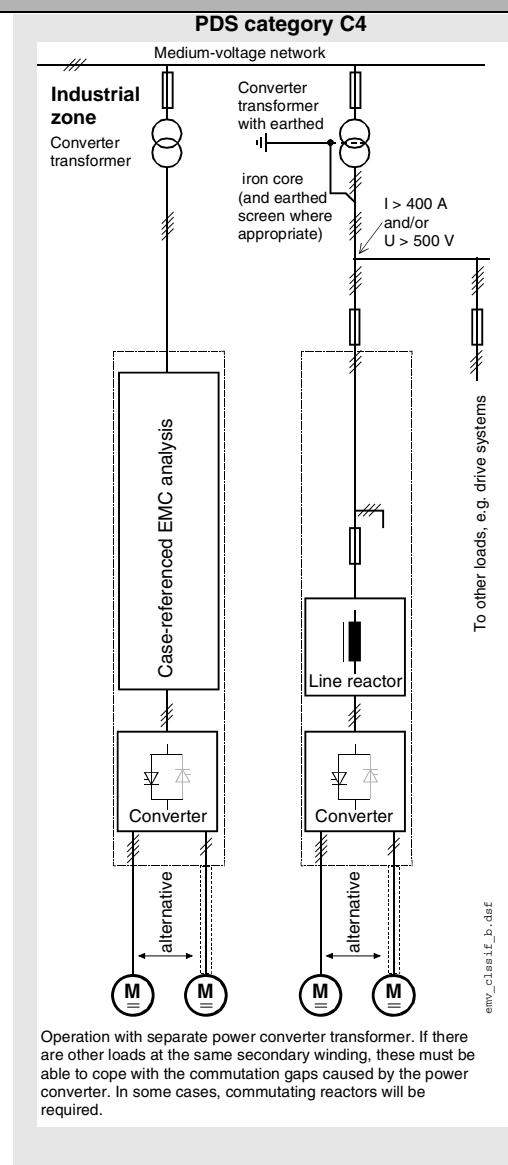 PDS category C4
Medium-voltage network
Industrial
zone
Converter
transformer
Converter
transformer
with earthed
iron core
(and earthed
screen where
appropriate)
I > 400 A
and/or
U > 500 V
To other loads, e.g. drive systems
Case-referenced EMC analysis
Line reactor
Converter
Converter
alternative
alternative
M
M
M
M
emv_clssif_b.dsf
Operation with separate power converter transformer. If there
are other loads at the same secondary winding, these must be
able to cope with the commutation gaps caused by the power
converter. In some cases, commutating reactors will be
required.